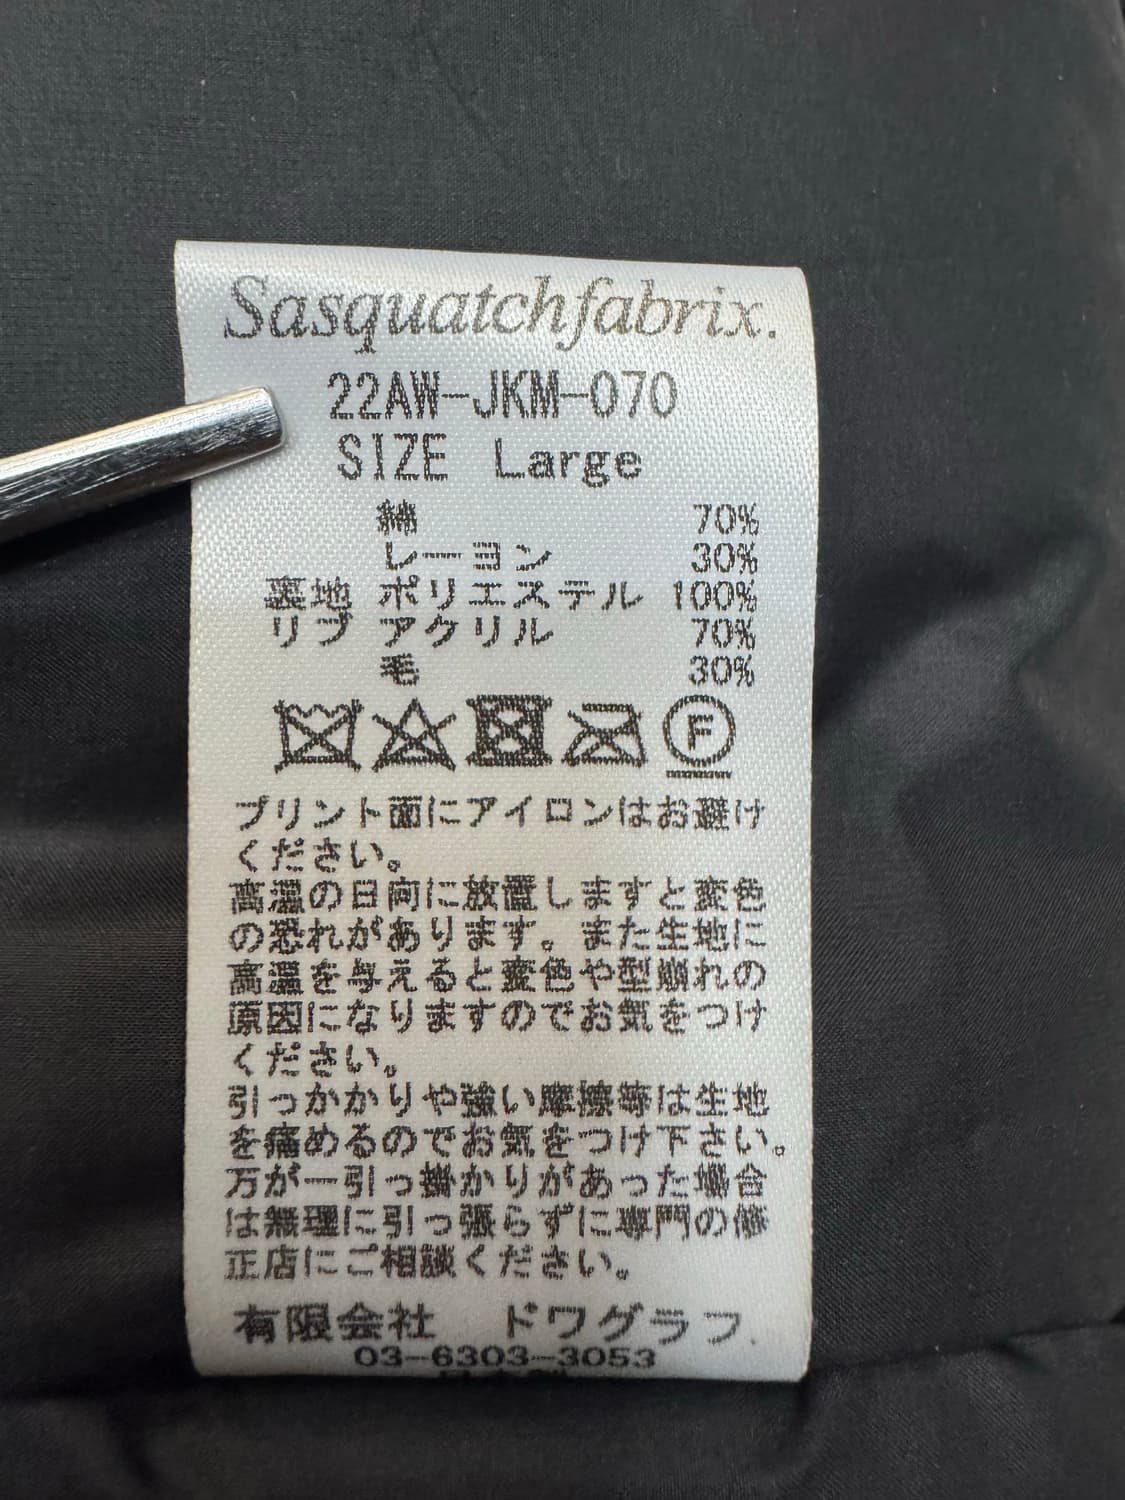 Sasquatchfabrix.
22AW-JKM-070
SIZE Large
綿 70%
レーヨン 30%
裏地 ポリエステル 100%
リブ アクリル 70%
毛 30%
F
プリント面にアイロンはお避け
ください。
高温の日向に放置しますと変色
の恐れがあります。また生地に
高温を与えると変色や型崩れの
原因になりますのでお気をつけ
ください。
引っかかりや強い摩擦等は生地
を痛めるのでお気をつけ下さい。
万が一引っ掛かりがあった場合
は無理に引っ張らずに専門の修
正店にご相談ください。
有限会社 ドワグラフ.
03-6303-3053